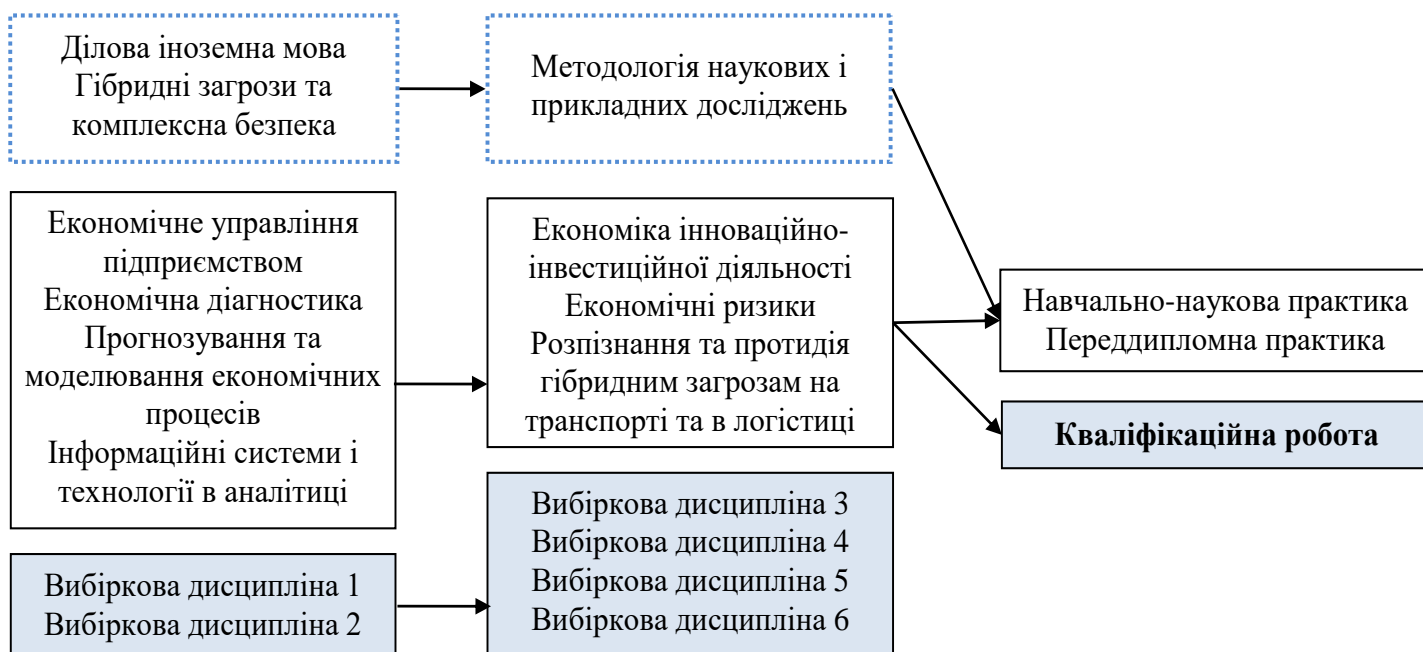 Ділова іноземна мова
Гібридні загрози та
комплексна безпека
Методологія наукових і
прикладних досліджень
Економічне управління
підприємством
Економічна діагностика
Прогнозування та
моделювання економічних
процесів
Інформаційні системи і
технології в аналітиці
Економіка інноваційно-
інвестиційної діяльності
Економічні ризики
Розпізнання та протидія
гібридним загрозам на
транспорті та в логістиці
Навчально-наукова практика
Переддипломна практика
Кваліфікаційна робота
Вибіркова дисципліна 1
Вибіркова дисципліна 2
Вибіркова дисципліна 3
Вибіркова дисципліна 4
Вибіркова дисципліна 5
Вибіркова дисципліна 6